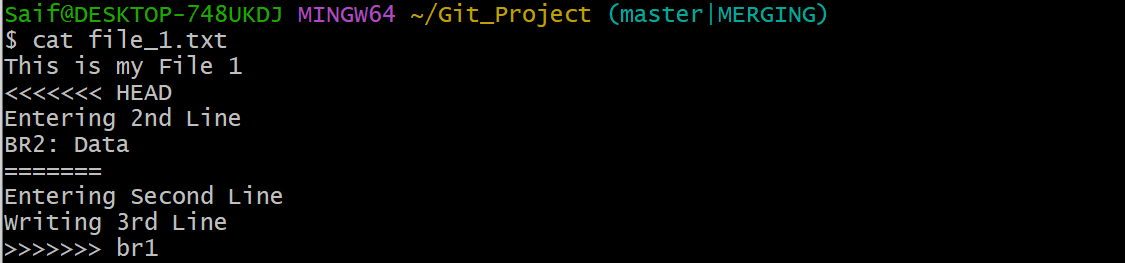 Saif@DESKTOP-748UKDJ MINGW64 ~/Git_Project (master|MERGING)
$ cat file_1.txt
This is my File 1
<<<<<<< HEAD
Entering 2nd Line
BR2: Data
=======
Entering Second Line
Writing 3rd Line
>>>>>>> br1